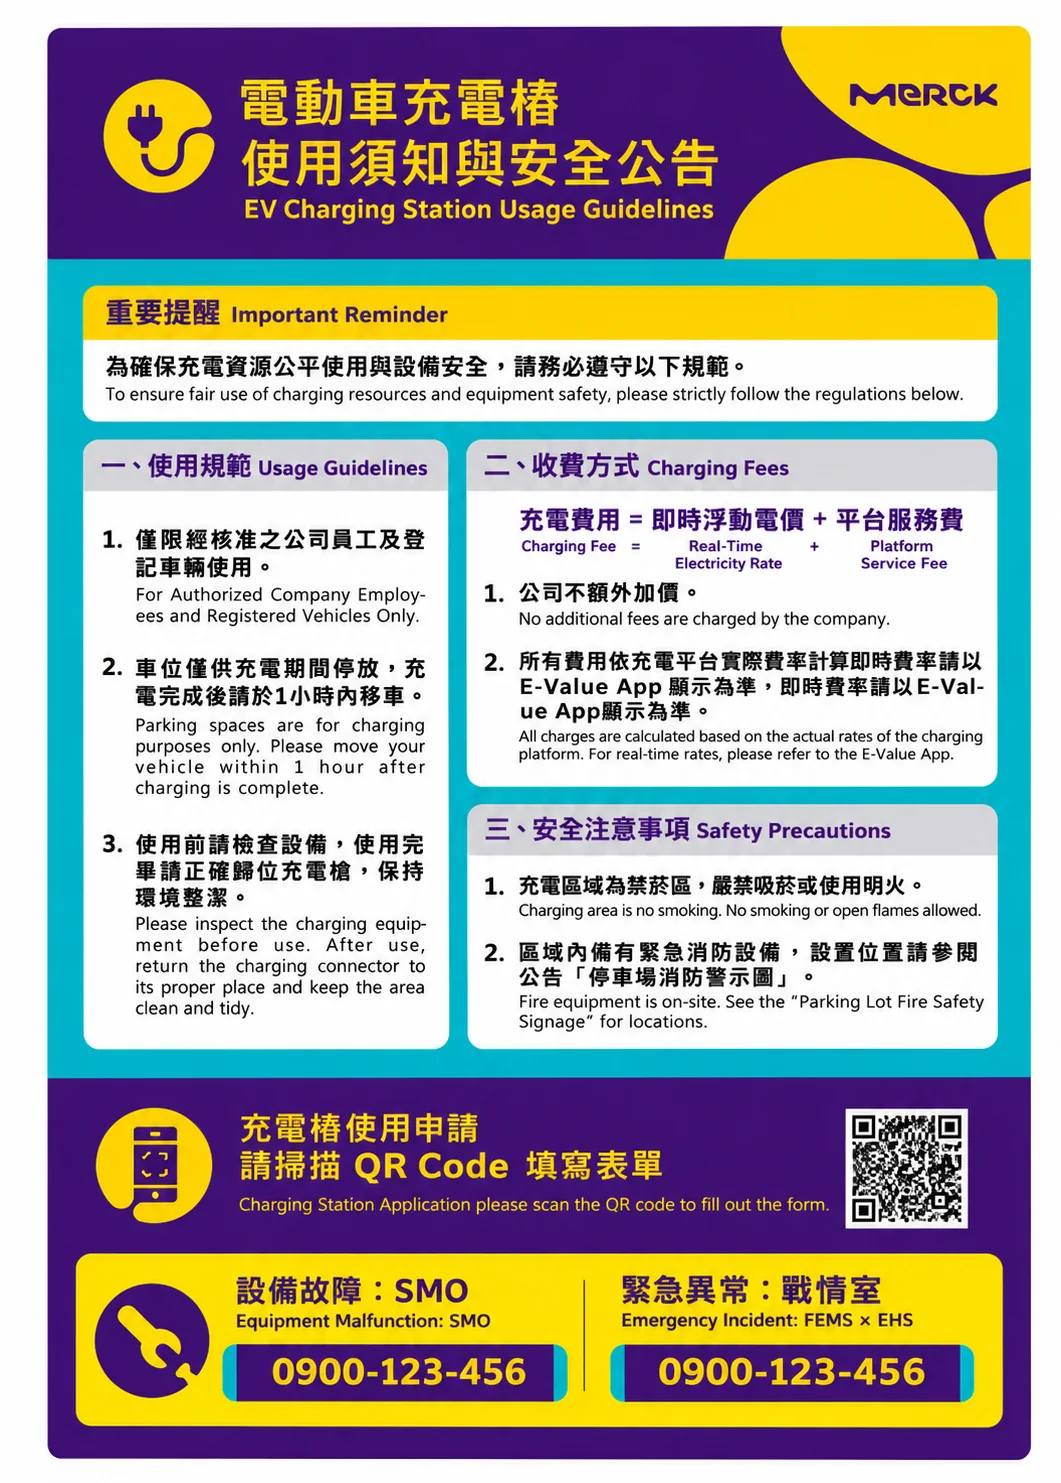 電動車充電樁
使用須知與安全公告
EV Charging Station Usage Guidelines
MERCK
重要提醒 Important Reminder
為確保充電資源公平使用與設備安全，請務必遵守以下規範。
To ensure fair use of charging resources and equipment safety, please strictly follow the regulations below.
一、使用規範 Usage Guidelines
1. 僅限經核准之公司員工及登
記車輛使用。
For Authorized Company Employ-
ees and Registered Vehicles Only.
2. 車位僅供充電期間停放，充
電完成後請於1小時內移車。
Parking spaces are for charging
purposes only. Please move your
vehicle within 1 hour after
charging is complete.
3. 使用前請檢查設備，使用完
畢請正確歸位充電槍，保持
環境整潔。
Please inspect the charging equip-
ment before use. After use,
return the charging connector to
its proper place and keep the area
clean and tidy.
二、收費方式 Charging Fees
充電費用 = 即時浮動電價 + 平台服務費
Charging Fee = Real-Time + Platform
Electricity Rate Service Fee
1. 公司不額外加價。
No additional fees are charged by the company.
2. 所有費用依充電平台實際費率計算即時費率請以
E-Value App 顯示為準，即時費率請以E-Val-
ue App顯示為準。
All charges are calculated based on the actual rates of the charging
platform. For real-time rates, please refer to the E-Value App.
三、安全注意事項 Safety Precautions
1. 充電區域為禁菸區，嚴禁吸菸或使用明火。
Charging area is no smoking. No smoking or open flames allowed.
2. 區域內備有緊急消防設備，設置位置請參閱
公告「停車場消防警示圖」。
Fire equipment is on-site. See the "Parking Lot Fire Safety
Signage" for locations.
充電樁使用申請
請掃描 QR Code 填寫表單
Charging Station Application please scan the QR code to fill out the form.
設備故障：SMO
Equipment Malfunction: SMO
0900-123-456
緊急異常：戰情室
Emergency Incident: FEMS × EHS
0900-123-456